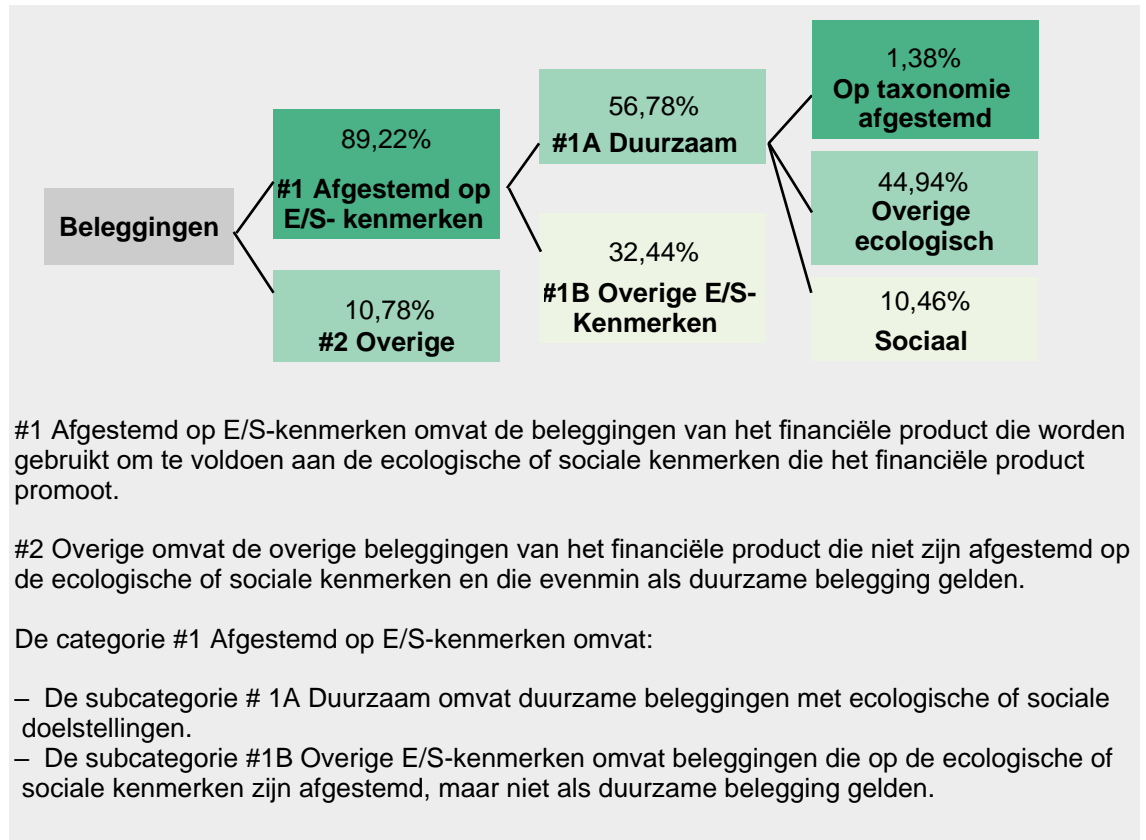 Beleggingen
89,22%
#1 Afgestemd op
E/S- kenmerken
10,78%
#2 Overige
56,78%
#1A Duurzaam
32,44%
#1B Overige E/S-
Kenmerken
1,38%
Op taxonomie
afgestemd
44,94%
Overige
ecologisch
10,46%
Sociaal
#1 Afgestemd op E/S-kenmerken omvat de beleggingen van het financiële product die worden
gebruikt om te voldoen aan de ecologische of sociale kenmerken die het financiële product
promoot.
#2 Overige omvat de overige beleggingen van het financiële product die niet zijn afgestemd op
de ecologische of sociale kenmerken en die evenmin als duurzame belegging gelden.
De categorie #1 Afgestemd op E/S-kenmerken omvat:
– De subcategorie # 1A Duurzaam omvat duurzame beleggingen met ecologische of sociale
doelstellingen.
– De subcategorie #1B Overige E/S-kenmerken omvat beleggingen die op de ecologische of
sociale kenmerken zijn afgestemd, maar niet als duurzame belegging gelden.